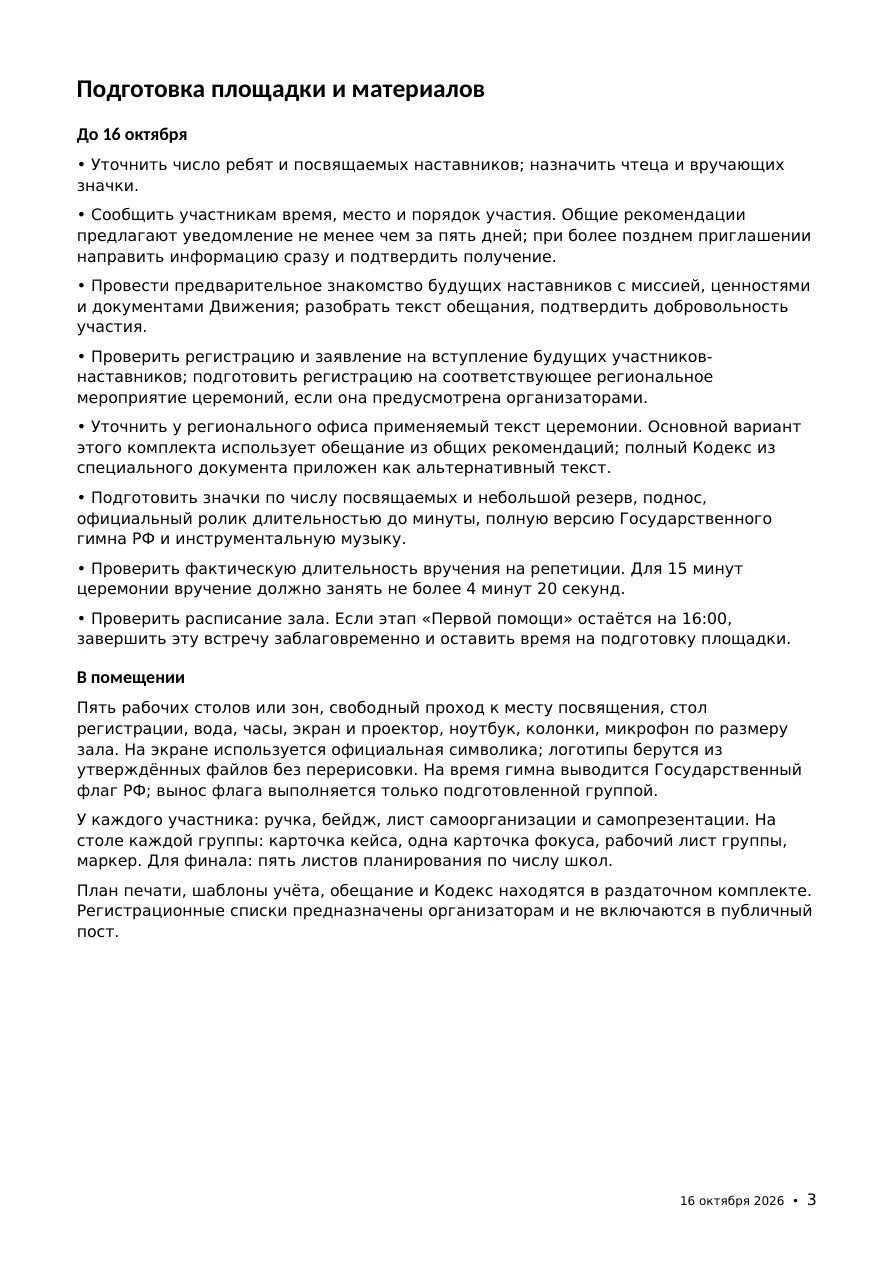 Подготовка площадки и материалов
До 16 октября
• Уточнить число ребят и посвящаемых наставников; назначить чтеца и вручающих
значки.
• Сообщить участникам время, место и порядок участия. Общие рекомендации
предлагают уведомление не менее чем за пять дней; при более позднем приглашении
направить информацию сразу и подтвердить получение.
• Провести предварительное знакомство будущих наставников с миссией, ценностями
и документами Движения; разобрать текст обещания, подтвердить добровольность
участия.
• Проверить регистрацию и заявление на вступление будущих участников-
наставников; подготовить регистрацию на соответствующее региональное
мероприятие церемоний, если она предусмотрена организаторами.
• Уточнить у регионального офиса применяемый текст церемонии. Основной вариант
этого комплекта использует обещание из общих рекомендаций; полный Кодекс из
специального документа приложен как альтернативный текст.
• Подготовить значки по числу посвящаемых и небольшой резерв, поднос,
официальный ролик длительностью до минуты, полную версию Государственного
гимна РФ и инструментальную музыку.
• Проверить фактическую длительность вручения на репетиции. Для 15 минут
церемонии вручение должно занять не более 4 минут 20 секунд.
• Проверить расписание зала. Если этап «Первой помощи» остаётся на 16:00,
завершить эту встречу заблаговременно и оставить время на подготовку площадки.
В помещении
Пять рабочих столов или зон, свободный проход к месту посвящения, стол
регистрации, вода, часы, экран и проектор, ноутбук, колонки, микрофон по размеру
зала. На экране используется официальная символика; логотипы берутся из
утверждённых файлов без перерисовки. На время гимна выводится Государственный
флаг РФ; вынос флага выполняется только подготовленной группой.
У каждого участника: ручка, бейдж, лист самоорганизации и самопрезентации. На
столе каждой группы: карточка кейса, одна карточка фокуса, рабочий лист группы,
маркер. Для финала: пять листов планирования по числу школ.
План печати, шаблоны учёта, обещание и Кодекс находятся в раздаточном комплекте.
Регистрационные списки предназначены организаторам и не включаются в публичный
пост.
16 октября 2026 • 3